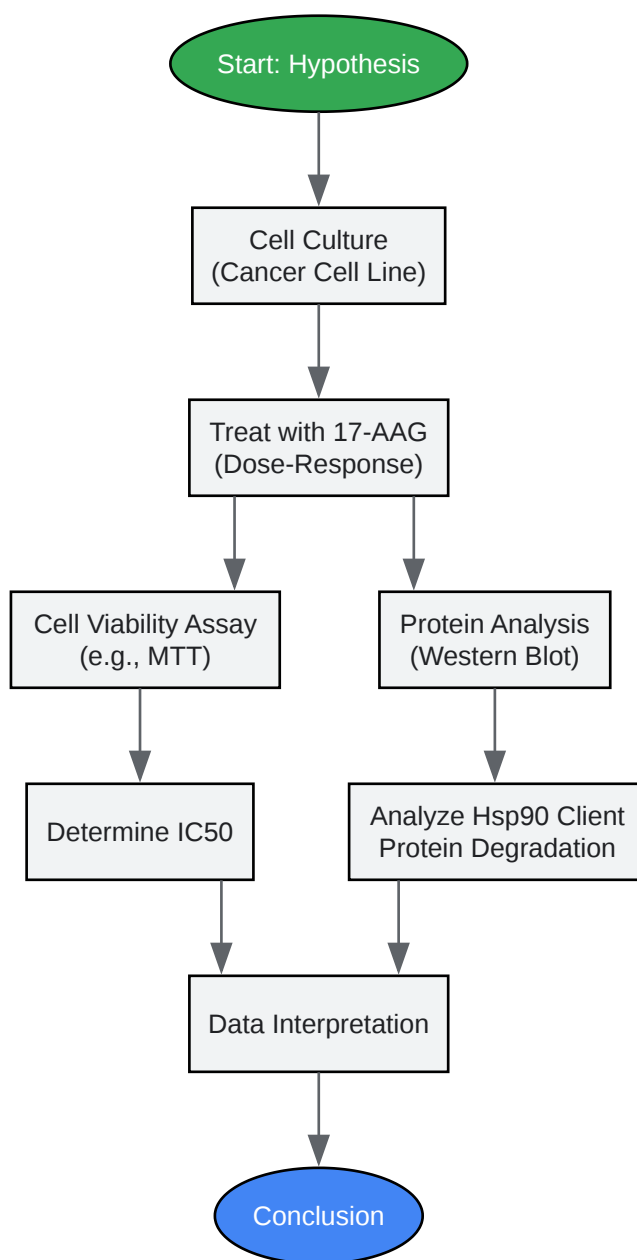 Start: Hypothesis
Cell Culture
(Cancer Cell Line)
Treat with 17-AAG
(Dose-Response)
Cell Viability Assay
(e.g., MTT)
Protein Analysis
(Western Blot)
Determine IC50
Analyze Hsp90 Client
Protein Degradation
Data Interpretation
Conclusion